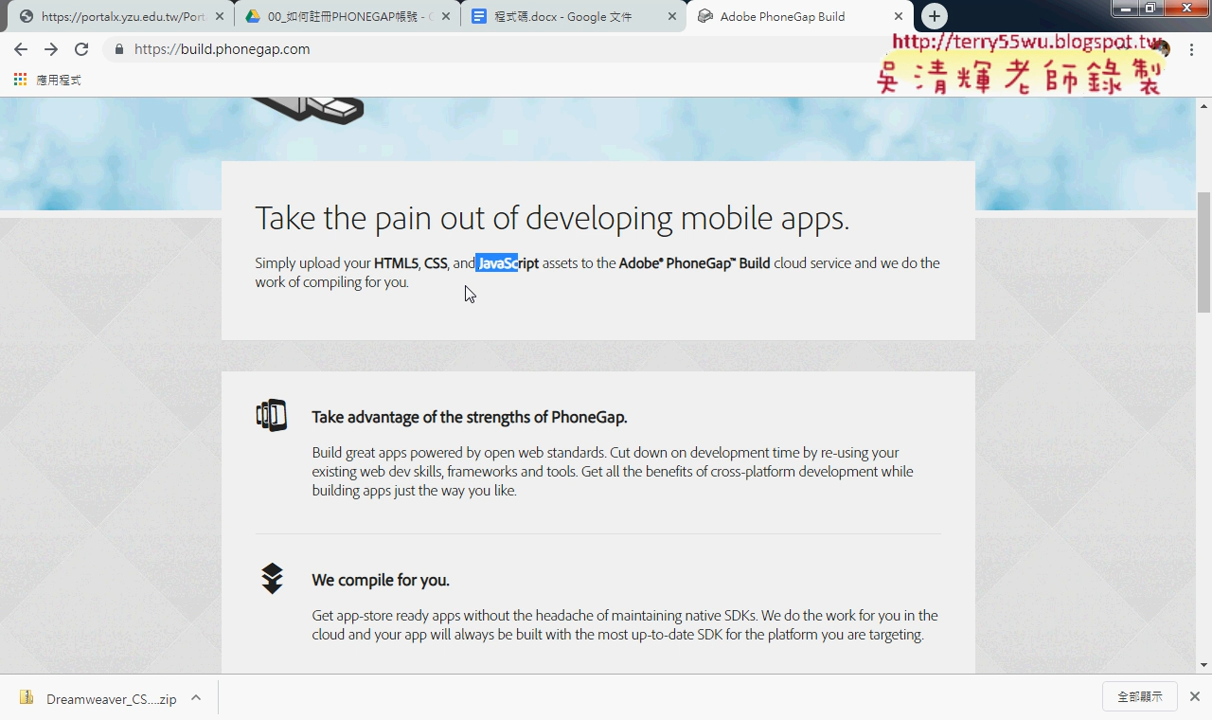 https://portalx.yzu.edu.tw/Port
00_如何註冊PHONEGAP帳號 - G
程式碼.docx - Google 文件
Adobe PhoneGap Build
https://build.phonegap.com
http://terry55wu.blogspot.tw
吳清輝老師錄製
應用程式
Take the pain out of developing mobile apps.
Simply upload your HTML5, CSS, and JavaScript assets to the Adobe® PhoneGap™ Build cloud service and we do the
work of compiling for you.
Take advantage of the strengths of PhoneGap.
Build great apps powered by open web standards. Cut down on development time by re-using your
existing web dev skills, frameworks and tools. Get all the benefits of cross-platform development while
building apps just the way you like.
We compile for you.
Get app-store ready apps without the headache of maintaining native SDKs. We do the work for you in the
cloud and your app will always be built with the most up-to-date SDK for the platform you are targeting.
Dreamweaver_CS....zip
全部顯示